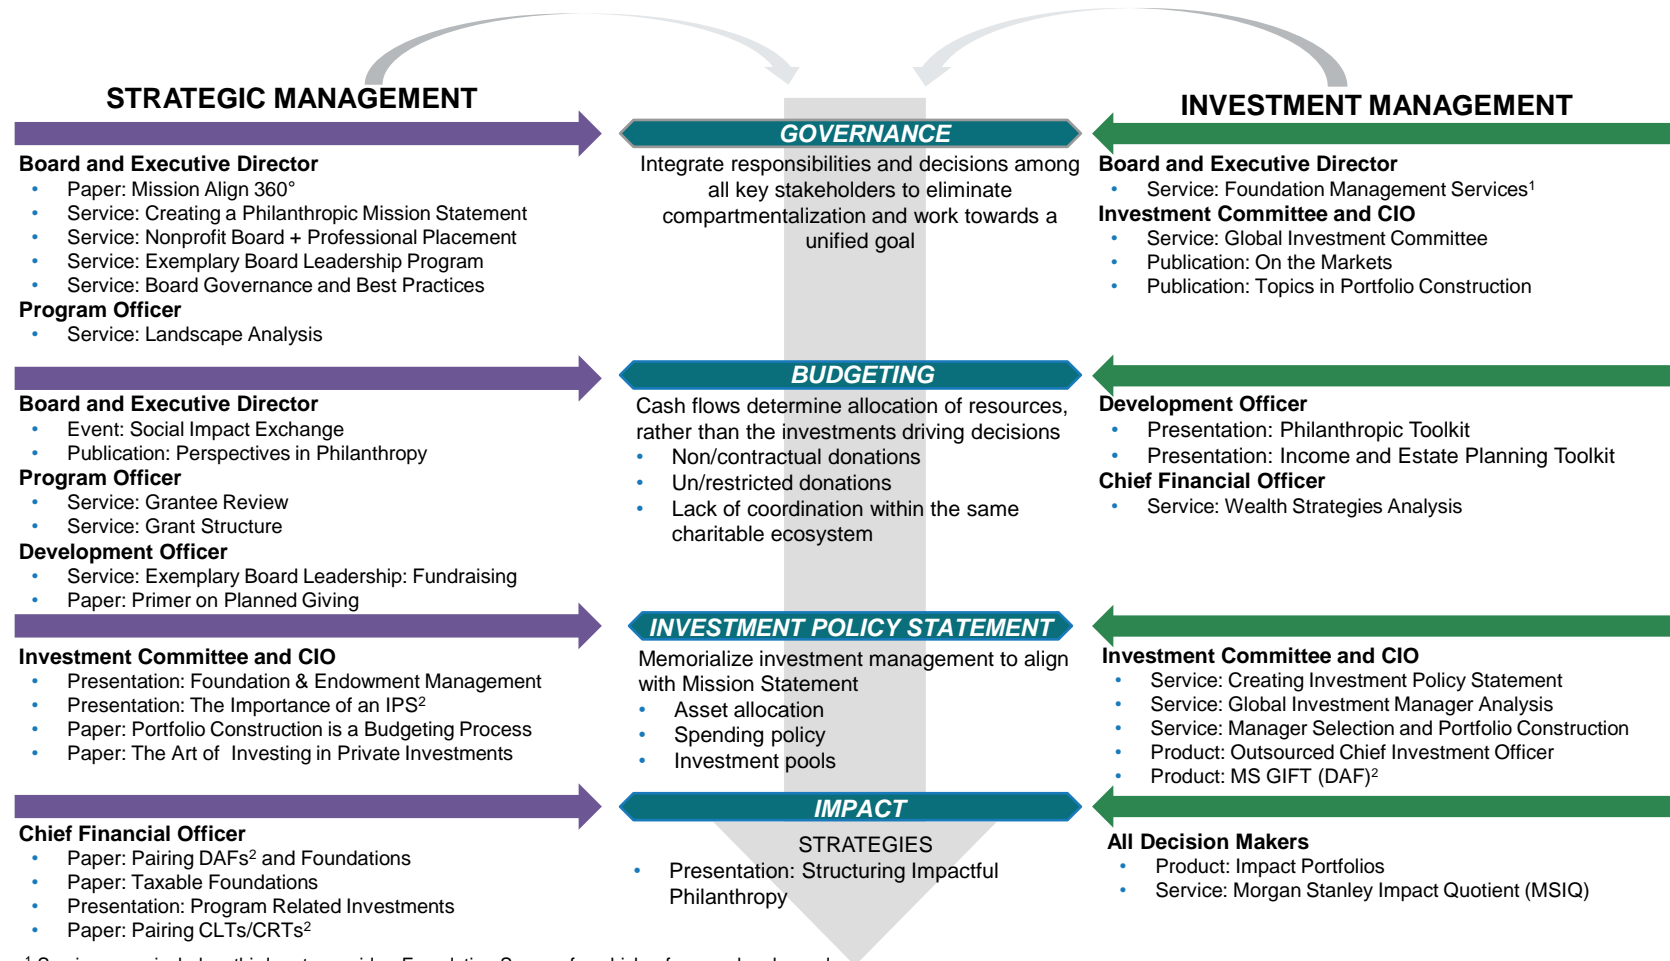 STRATEGIC MANAGEMENT
Board and Executive Director
• Paper: Mission Align 360°
• Service: Creating a Philanthropic Mission Statement
• Service: Nonprofit Board + Professional Placement
• Service: Exemplary Board Leadership Program
• Service: Board Governance and Best Practices
Program Officer
• Service: Landscape Analysis
Board and Executive Director
• Event: Social Impact Exchange
• Publication: Perspectives in Philanthropy
Program Officer
• Service: Grantee Review
• Service: Grant Structure
Development Officer
• Service: Exemplary Board Leadership: Fundraising
• Paper: Primer on Planned Giving
Investment Committee and CIO
• Presentation: Foundation & Endowment Management
• Presentation: The Importance of an IPS²
• Paper: Portfolio Construction is a Budgeting Process
• Paper: The Art of Investing in Private Investments
Chief Financial Officer
• Paper: Pairing DAFs² and Foundations
• Paper: Taxable Foundations
• Presentation: Program Related Investments
• Paper: Pairing CLTs/CRTs²
GOVERNANCE
Integrate responsibilities and decisions among
all key stakeholders to eliminate
compartmentalization and work towards a
unified goal
BUDGETING
Cash flows determine allocation of resources,
rather than the investments driving decisions
• Non/contractual donations
• Un/restricted donations
• Lack of coordination within the same
charitable ecosystem
INVESTMENT POLICY STATEMENT
Memorialize investment management to align
with Mission Statement
• Asset allocation
• Spending policy
• Investment pools
IMPACT
STRATEGIES
• Presentation: Structuring Impactful
Philanthropy
INVESTMENT MANAGEMENT
Board and Executive Director
• Service: Foundation Management Services¹
Investment Committee and CIO
• Service: Global Investment Committee
• Publication: On the Markets
• Publication: Topics in Portfolio Construction
Development Officer
• Presentation: Philanthropic Toolkit
• Presentation: Income and Estate Planning Toolkit
Chief Financial Officer
• Service: Wealth Strategies Analysis
Investment Committee and CIO
• Service: Creating Investment Policy Statement
• Service: Global Investment Manager Analysis
• Service: Manager Selection and Portfolio Construction
• Product: Outsourced Chief Investment Officer
• Product: MS GIFT (DAF)²
All Decision Makers
• Product: Impact Portfolios
• Service: Morgan Stanley Impact Quotient (MSIQ)